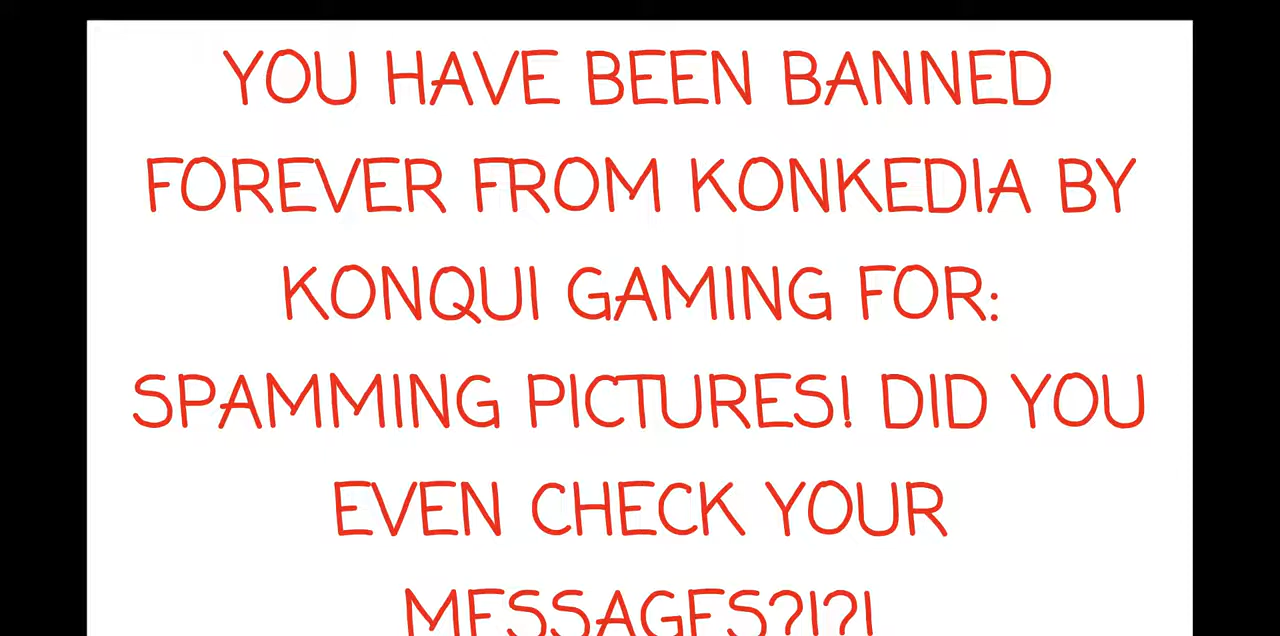 YOU HAVE BEEN BANNED
FOREVER FROM KONKEDIA BY
KONQUI GAMING FOR:
SPAMMING PICTURES! DID YOU
EVEN CHECK YOUR
MESSAGES?!?!